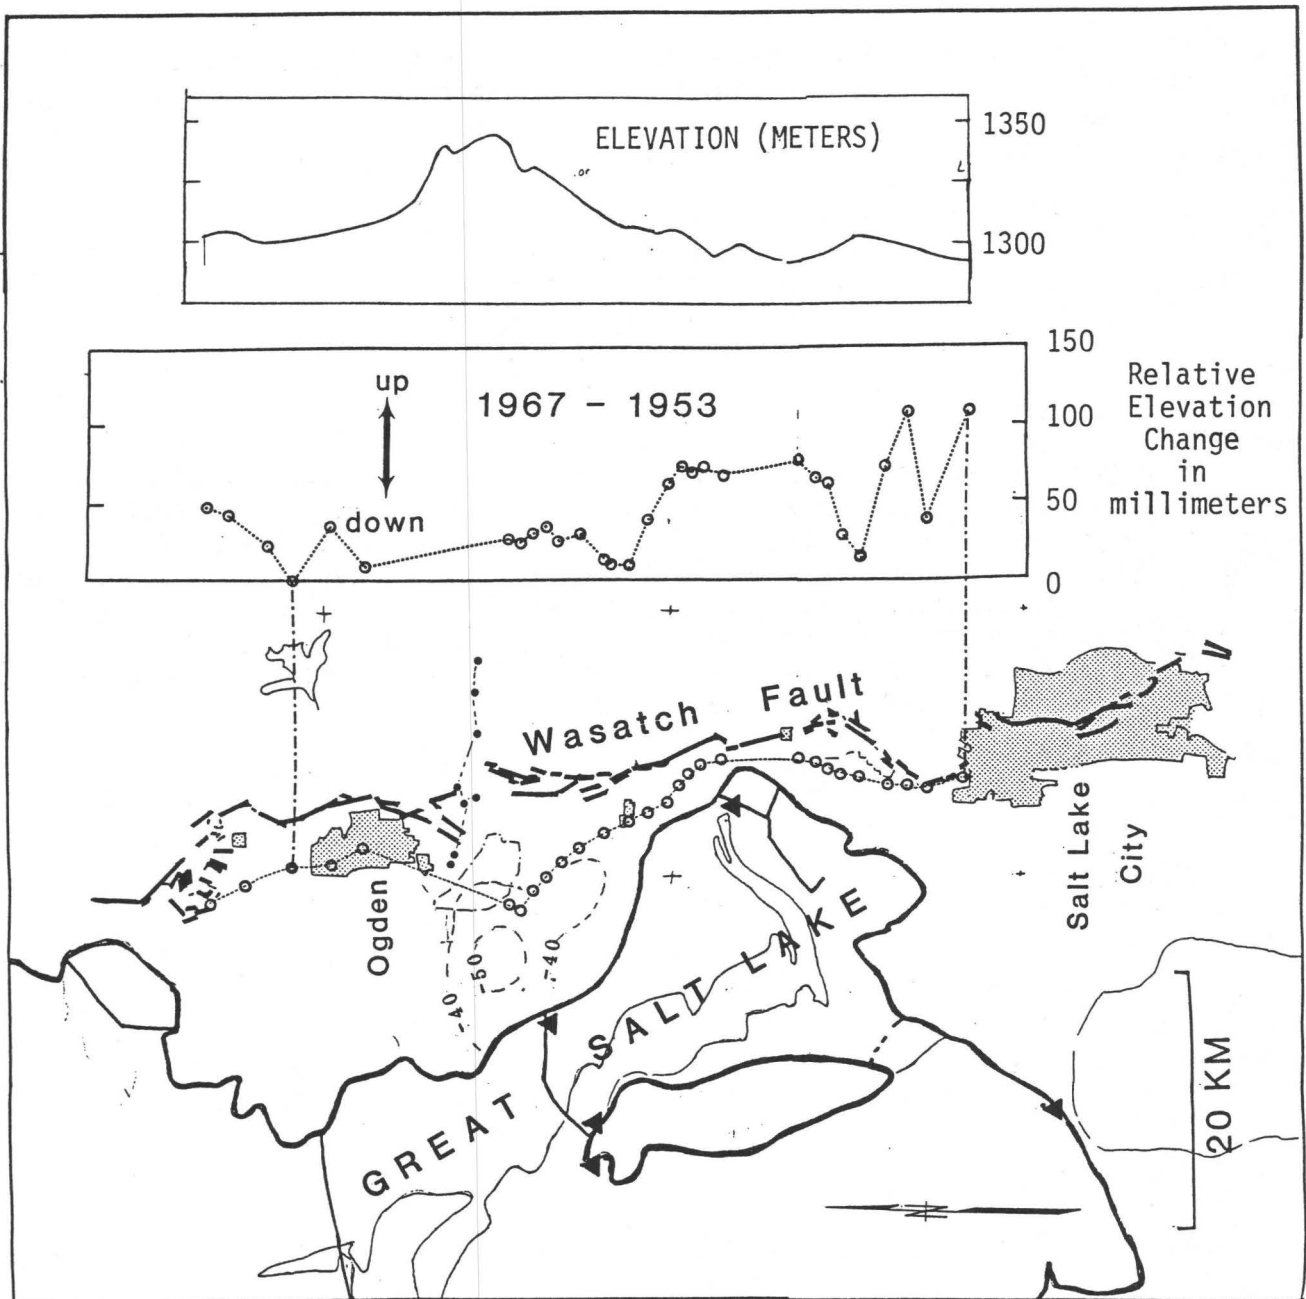 ELEVATION (METERS)
1350
1300
150
100
50
0
Relative
Elevation
Change
in
millimeters
up
down
1967 - 1953
Wasatch Fault
Ogden
Salt Lake
City
-40
-50
-40
GREAT SALT LAKE
20 KM